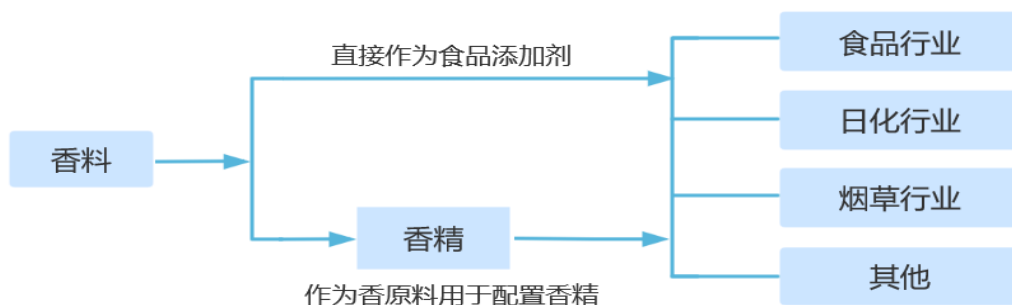 食品行业
直接作为食品添加剂
日化行业
香料
烟草行业
香精
其他
作为香原料用于配置香精